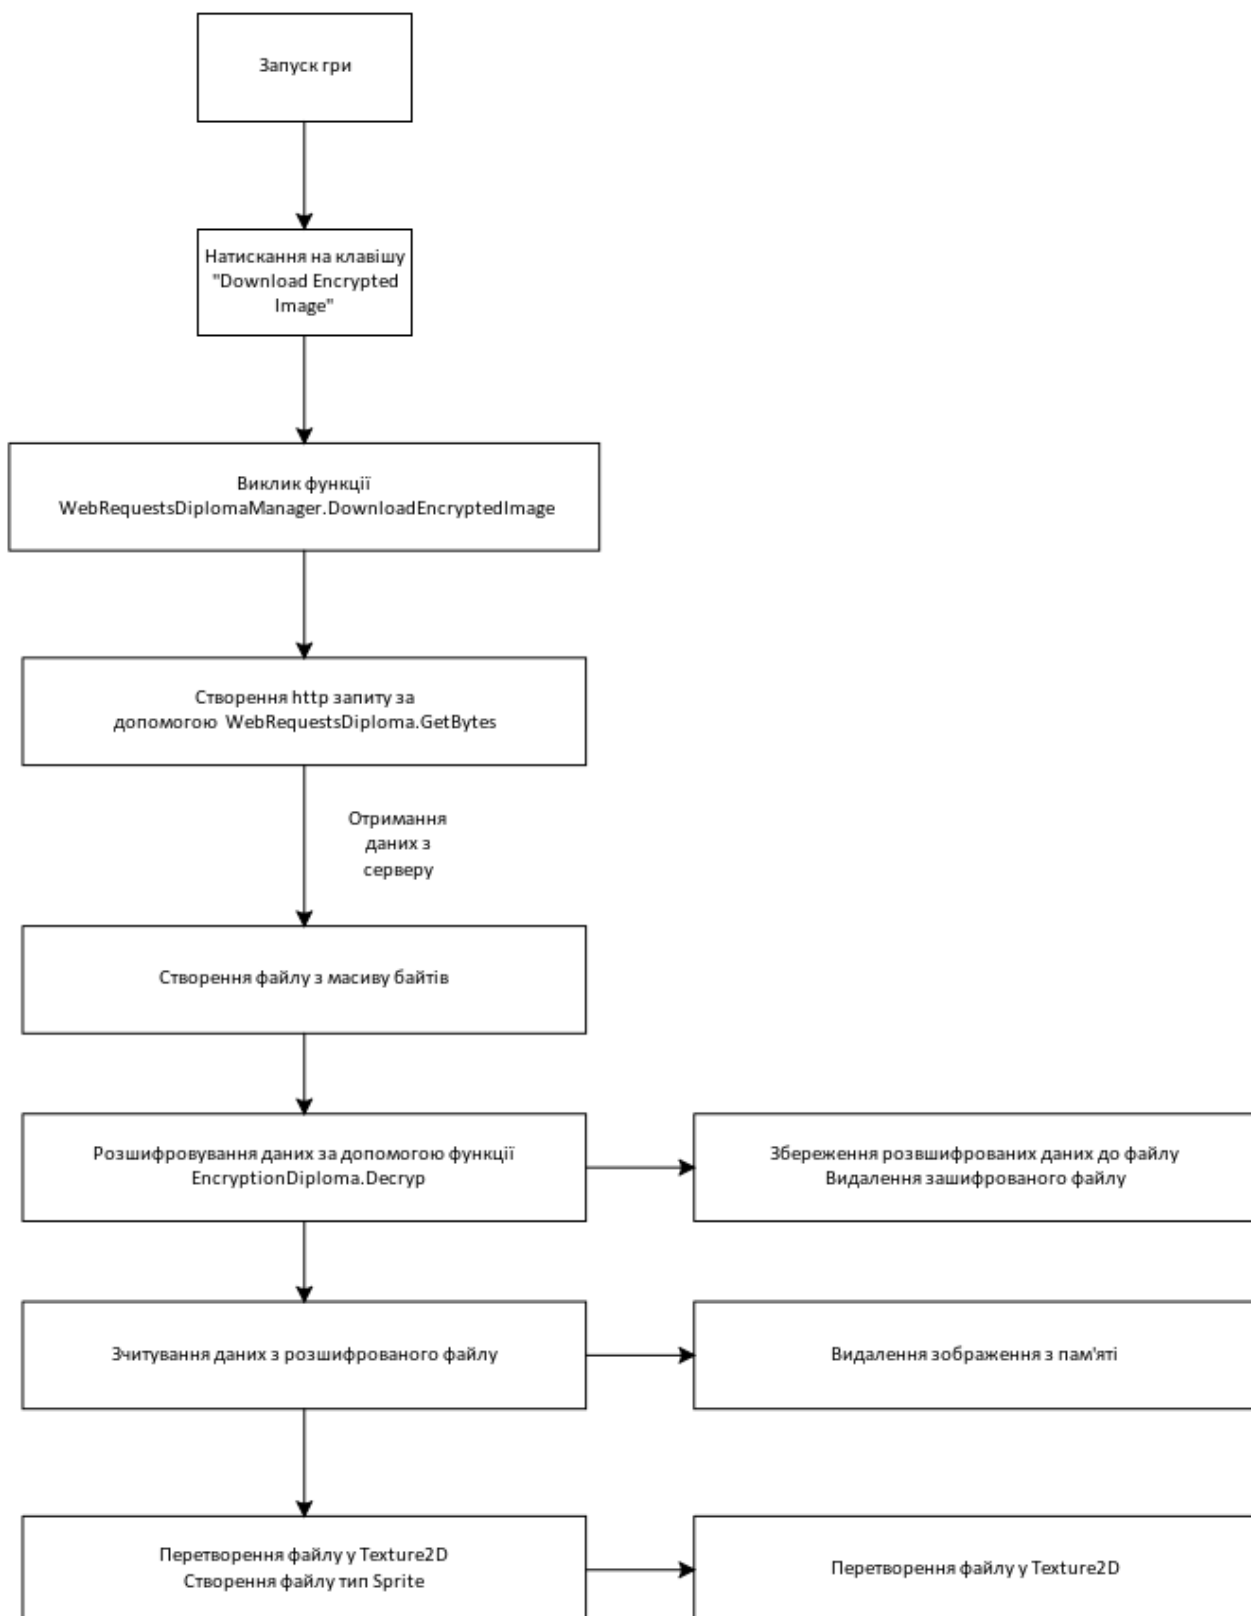 Запуск гри
Натискання на клавішу
"Download Encrypted
Image"
Виклик функції
WebRequestsDiplomaManager.DownloadEncryptedImage
Створення http запиту за
допомогою WebRequestsDiploma.GetBytes
Отримання
даних з
серверу
Створення файлу з масиву байтів
Розшифровування даних за допомогою функції
EncryptionDiploma.Decryp
Збереження розвшифрованих даних до файлу
Видалення зашифрованого файлу
Зчитування даних з розшифрованого файлу
Видалення зображення з пам'яті
Перетворення файлу у Texture2D
Створення файлу тип Sprite
Перетворення файлу у Texture2D